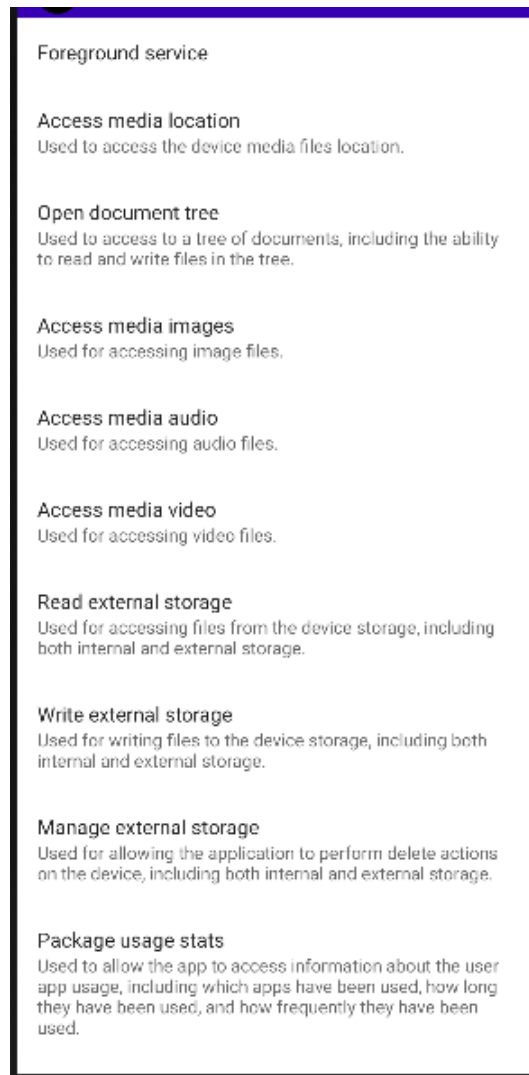 Foreground service
Access media location
Used to access the device media files location.
Open document tree
Used to access to a tree of documents, including the ability
to read and write files in the tree.
Access media images
Used for accessing image files.
Access media audio
Used for accessing audio files.
Access media video
Used for accessing video files.
Read external storage
Used for accessing files from the device storage, including
both internal and external storage.
Write external storage
Used for writing files to the device storage, including both
internal and external storage.
Manage external storage
Used for allowing the application to perform delete actions
on the device, including both internal and external storage.
Package usage stats
Used to allow the app to access information about the user
app usage, including which apps have been used, how long
they have been used, and how frequently they have been
used.